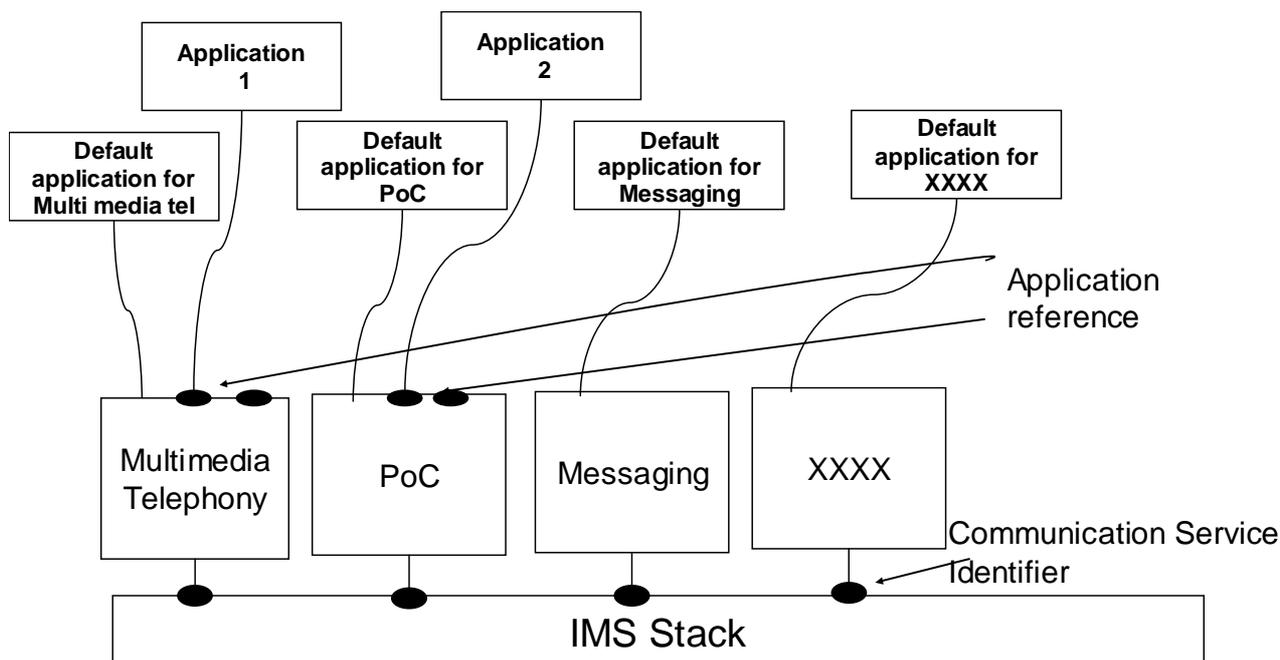 Application
1
Application
2
Default
application for
Multi media tel
Default
application for
PoC
Default
application for
Messaging
Default
application for
XXXX
Application
reference
Multimedia
Telephony
PoC
Messaging
XXXX
Communication Service
Identifier
IMS Stack